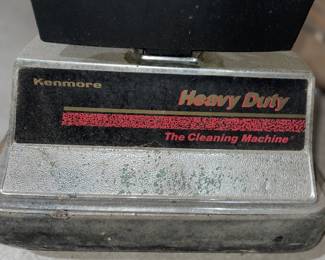 Kenmore
Heavy Duty
The Cleaning Machine